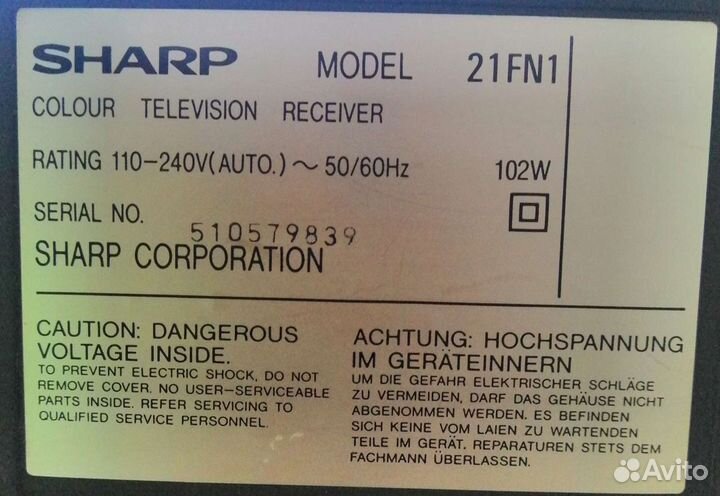 SHARP MODEL 21FN1
COLOUR TELEVISION RECEIVER
RATING 110-240V(AUTO.)~50/60Hz 102W
SERIAL NO. 510579839
SHARP CORPORATION
CAUTION: DANGEROUS
VOLTAGE INSIDE.
TO PREVENT ELECTRIC SHOCK, DO NOT
REMOVE COVER. NO USER-SERVICEABLE
PARTS INSIDE. REFER SERVICING TO
QUALIFIED SERVICE PERSONNEL.
ACHTUNG: HOCHSPANNUNG
IM GERÄTEINNERN
UM DIE GEFAHR ELEKTRISCHER SCHLÄGE
ZU VERMEIDEN, DARF DAS GEHÄUSE NICHT
ABGENOMMEN WERDEN. ES BEFINDEN
SICH KEINE VOM LAIEN ZU WARTENDEN
TEILE IM GERÄT. REPARATUREN STETS DEM
FACHMANN ÜBERLASSEN.
Avito